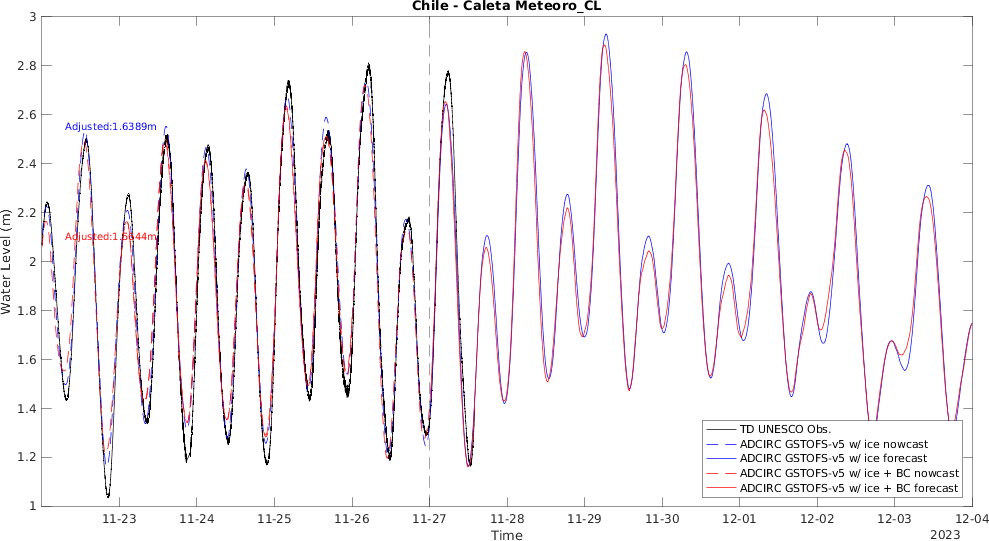 Chile - Caleta Meteoro_CL
Water Level (m)
3
2.8
2.6
2.4
2.2
2
1.8
1.6
1.4
1.2
1
Adjusted:1.6389m
TD UNESCO Obs.
ADCIRC GSTOFS-v5 w/ ice nowcast
ADCIRC GSTOFS-v5 w/ ice forecast
ADCIRC GSTOFS-v5 w/ ice + BC nowcast
ADCIRC GSTOFS-v5 w/ ice + BC forecast
11-23
11-24
11-25
11-26
11-27
11-28
11-29
11-30
12-01
12-02
12-03
12-04
Time
2023